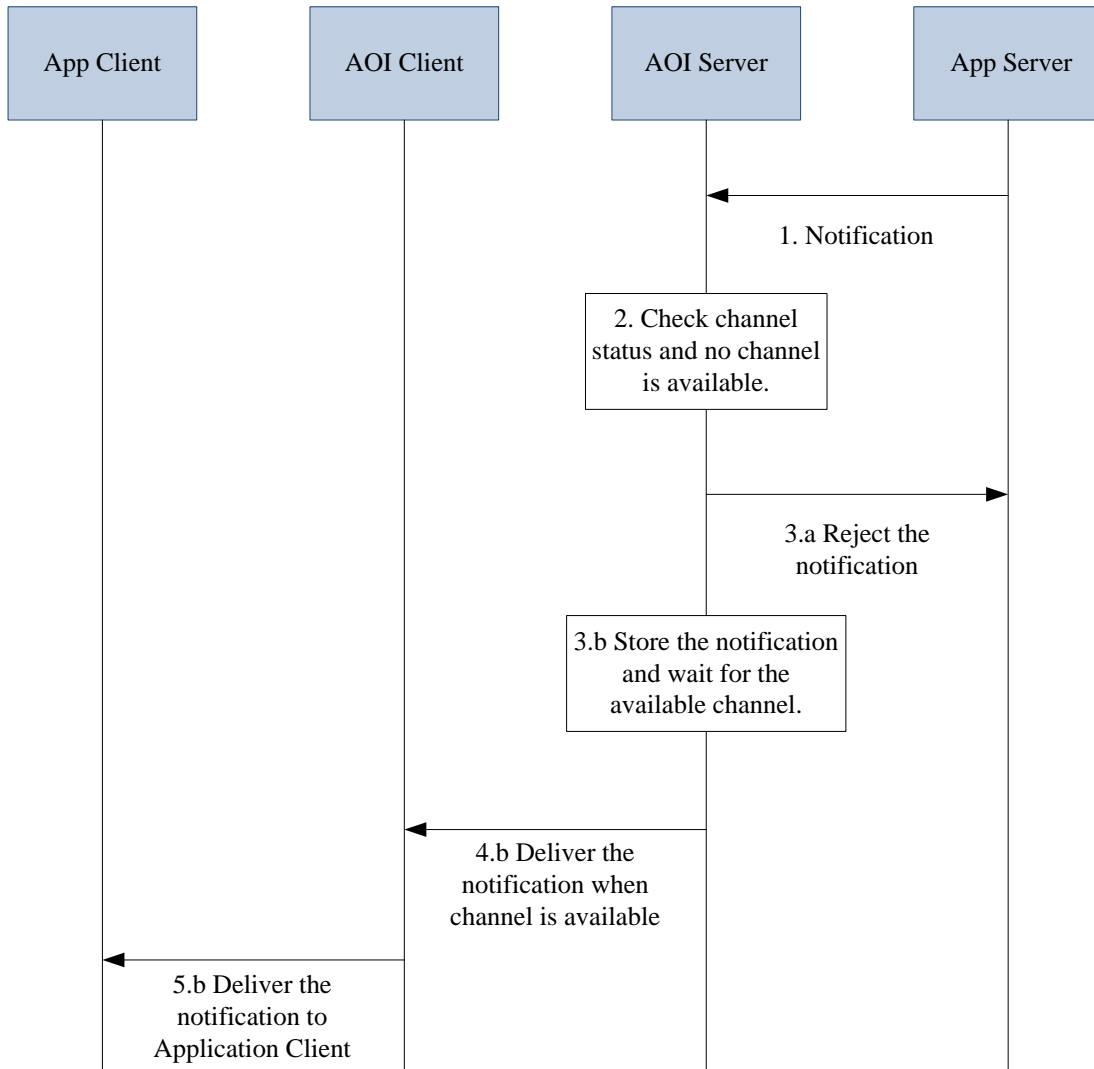 App Client
AOI Client
AOI Server
App Server
1. Notification
2. Check channel
status and no channel
is available.
3.a Reject the
notification
3.b Store the notification
and wait for the
available channel.
4.b Deliver the
notification when
channel is available
5.b Deliver the
notification to
Application Client